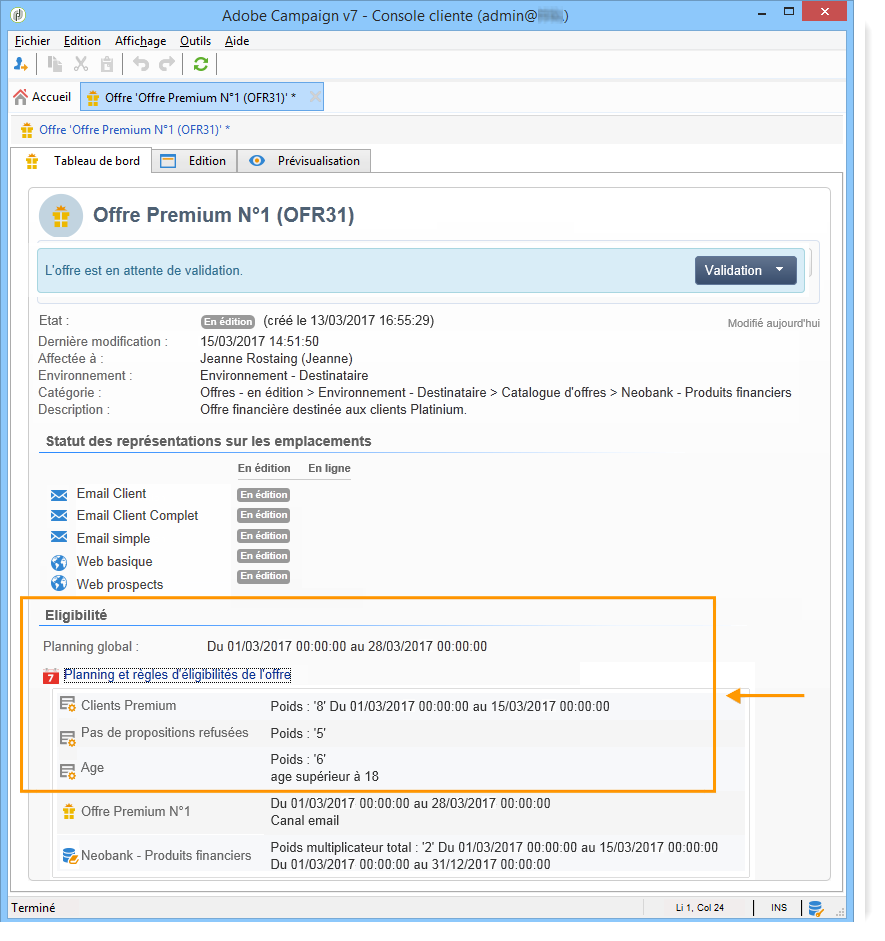 Adobe Campaign v7 - Console cliente (admin@ )
Fichier Edition Affichage Outils Aide
Accueil Offre 'Offre Premium N°1 (OFR31)' *
Offre 'Offre Premium N°1 (OFR31)' *
Tableau de bord Edition Prévisualisation
Offre Premium N°1 (OFR31)
L'offre est en attente de validation. Validation
Etat : En édition (créé le 13/03/2017 16:55:29) Modifié aujourd'hui
Dernière modification : 15/03/2017 14:51:50
Affectée à : Jeanne Rostaing (Jeanne)
Environnement : Environnement - Destinataire
Catégorie : Offres - en édition > Environnement - Destinataire > Catalogue d'offres > Neobank - Produits financiers
Description : Offre financière destinée aux clients Platinium.
Statut des représentations sur les emplacements
En édition En ligne
Email Client En édition
Email Client Complet En édition
Email simple En édition
Web basique En édition
Web prospects En édition
Eligibilité
Planning global : Du 01/03/2017 00:00:00 au 28/03/2017 00:00:00
7 Planning et règles d'éligibilités de l'offre
Clients Premium Poids : '8' Du 01/03/2017 00:00:00 au 15/03/2017 00:00:00
Pas de propositions refusées Poids : '5'
Age Poids : '6'
age supérieur à 18
Offre Premium N°1 Du 01/03/2017 00:00:00 au 28/03/2017 00:00:00
Canal email
Neobank - Produits financiers Poids multiplicateur total : '2' Du 01/03/2017 00:00:00 au 15/03/2017 00:00:00
Du 01/03/2017 00:00:00 au 31/12/2017 00:00:00
Terminé Li 1, Col 24 INS